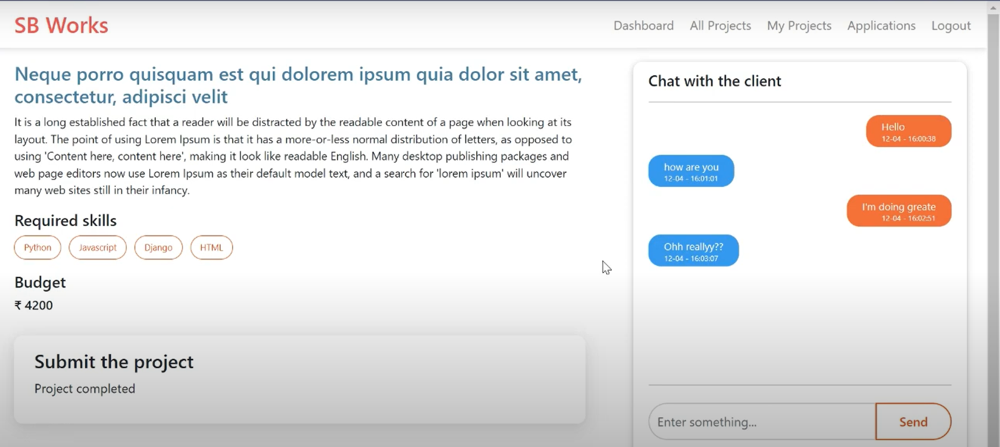 SB Works
Dashboard All Projects My Projects Applications Logout
Neque porro quisquam est qui dolorem ipsum quia dolor sit amet,
consectetur, adipisci velit
It is a long established fact that a reader will be distracted by the readable content of a page when looking at its
layout. The point of using Lorem Ipsum is that it has a more-or-less normal distribution of letters, as opposed to
using 'Content here, content here', making it look like readable English. Many desktop publishing packages and
web page editors now use Lorem Ipsum as their default model text, and a search for 'lorem ipsum' will uncover
many web sites still in their infancy.
Required skills
Python Javascript Django HTML
Budget
₹ 4200
Submit the project
Project completed
Chat with the client
Hello
12-04 - 16:00:38
how are you
12-04 - 16:01:01
I'm doing greate
12-04 - 16:02:51
Ohh reallyy??
12-04 - 16:03:07
Enter something...
Send